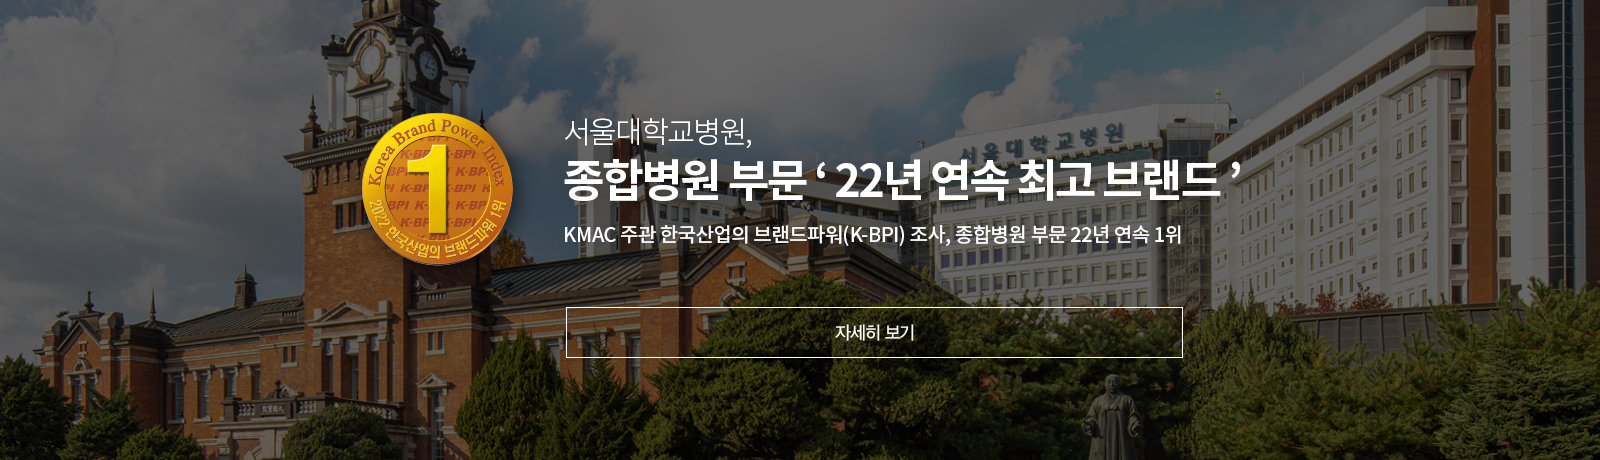 Korea Brand Power Index
K-BPI K-BPI
1
2022 한국산업의 브랜드파워 1위
서울대학교병원,
종합병원 부문 ‘ 22년 연속 최고 브랜드 ’
KMAC 주관 한국산업의 브랜드파워(K-BPI) 조사, 종합병원 부문 22년 연속 1위
자세히 보기
서울대학교병원